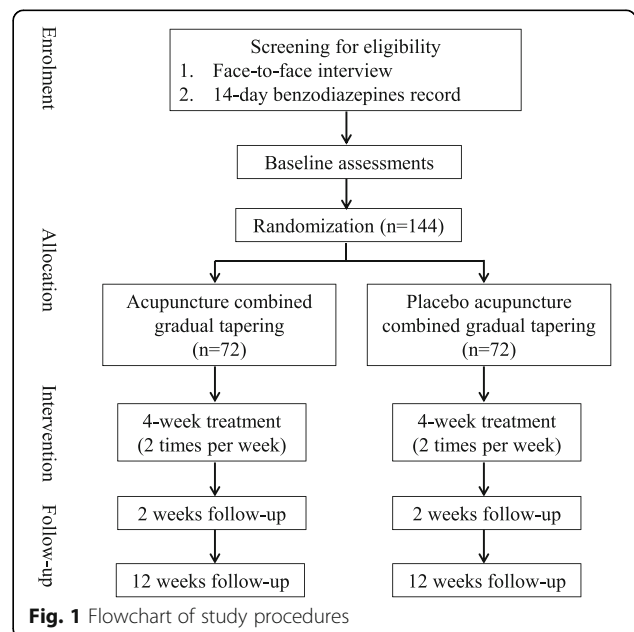 Enrolment
Screening for eligibility
1. Face-to-face interview
2. 14-day benzodiazepines record
Baseline assessments
Allocation
Randomization (n=144)
Acupuncture combined
gradual tapering
(n=72)
Placebo acupuncture
combined gradual tapering
(n=72)
Intervention
4-week treatment
(2 times per week)
4-week treatment
(2 times per week)
Follow-up
2 weeks follow-up
2 weeks follow-up
12 weeks follow-up
12 weeks follow-up
Fig. 1 Flowchart of study procedures